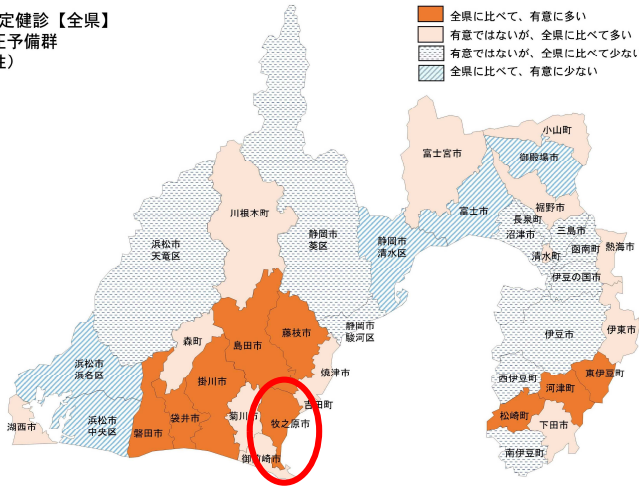 定健診【全県】
予備群
性）
全県に比べて、有意に多い
有意ではないが、全県に比べて多い
有意ではないが、全県に比べて少ない
全県に比べて、有意に少ない
小山町
富士宮市
御殿場市
裾野市
川根木町
富士市
長泉町
三島市
静岡市
葵区
静岡市
清水区
沼津市
浜松市
天竜区
函南町
熱海市
清水町
伊豆の国市
静岡市
駿河区
伊東市
伊豆市
藤枝市
森町
島田市
焼津市
浜松市
浜名区
掛川市
西伊豆町
東伊豆町
河津町
吉田町
湖西市
浜松市
中央区
磐田市
袋井市
菊川市
牧之原市
松崎町
下田市
御前崎市
南伊豆町